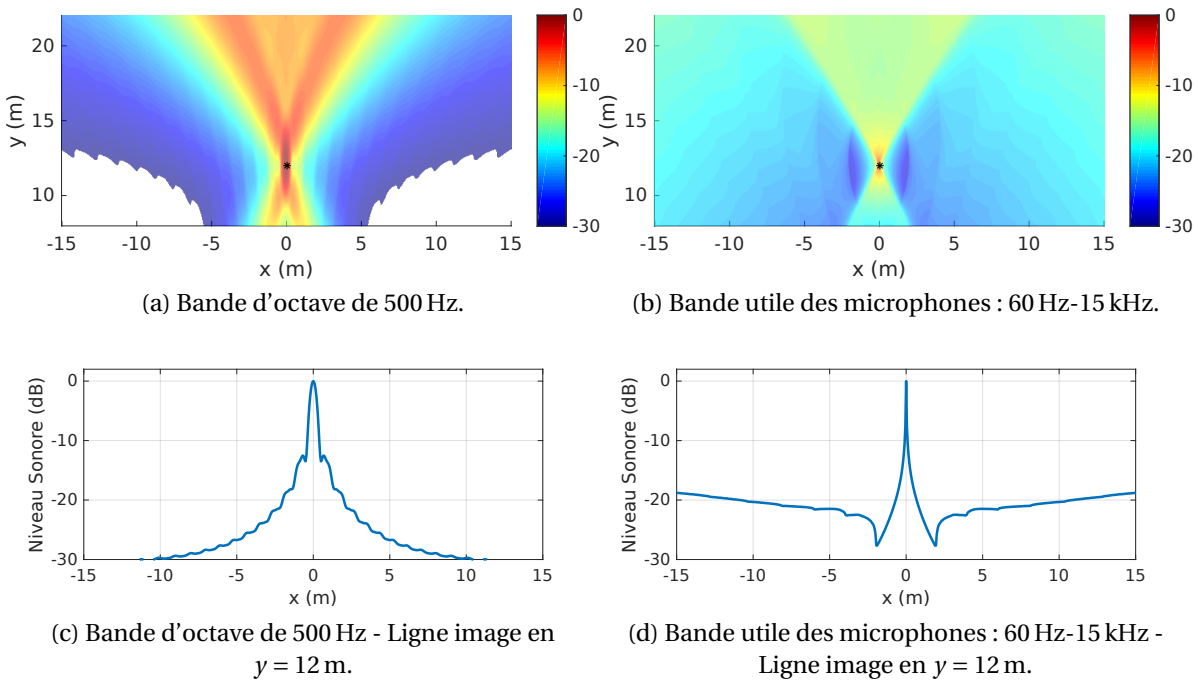 20
15
10
y (m)
-15 -10 -5 0 5 10 15
x (m)
0
-10
-20
-30
(a) Bande d'octave de 500 Hz.
20
15
10
y (m)
-15 -10 -5 0 5 10 15
x (m)
0
-10
-20
-30
(b) Bande utile des microphones : 60 Hz-15 kHz.
Niveau Sonore (dB)
0
-10
-20
-30
-15 -10 -5 0 5 10 15
x (m)
(c) Bande d'octave de 500 Hz - Ligne image en
y = 12 m.
Niveau Sonore (dB)
0
-10
-20
-30
-15 -10 -5 0 5 10 15
x (m)
(d) Bande utile des microphones : 60 Hz-15 kHz -
Ligne image en y = 12 m.